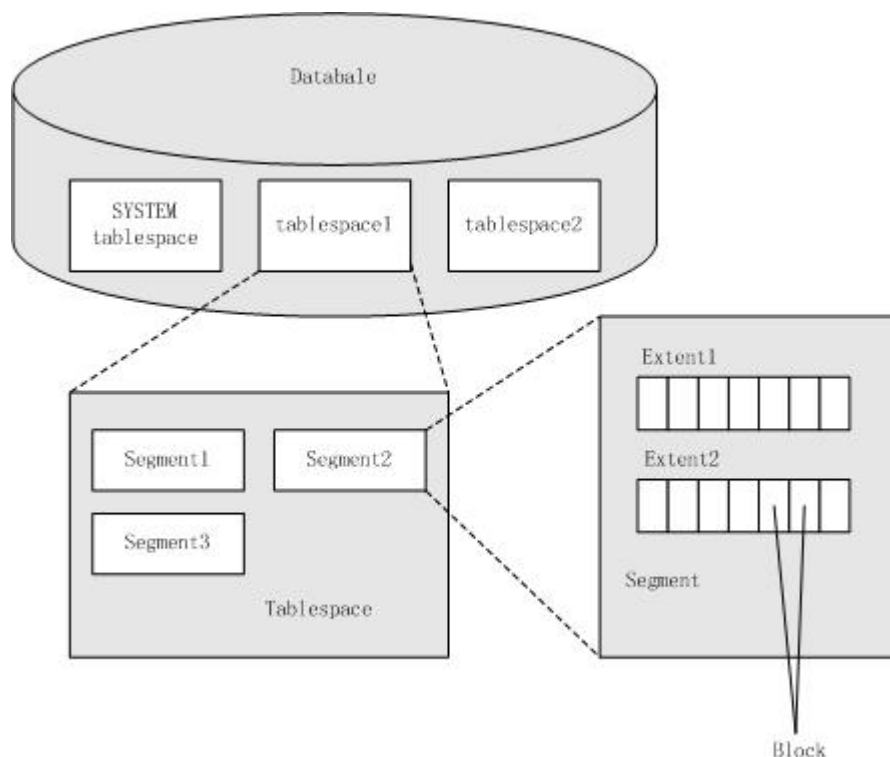 Databale
SYSTEM
tablespace
tablespace1
tablespace2
Extent1
Extent2
Segment
Segment1
Segment2
Segment3
Tablespace
Block